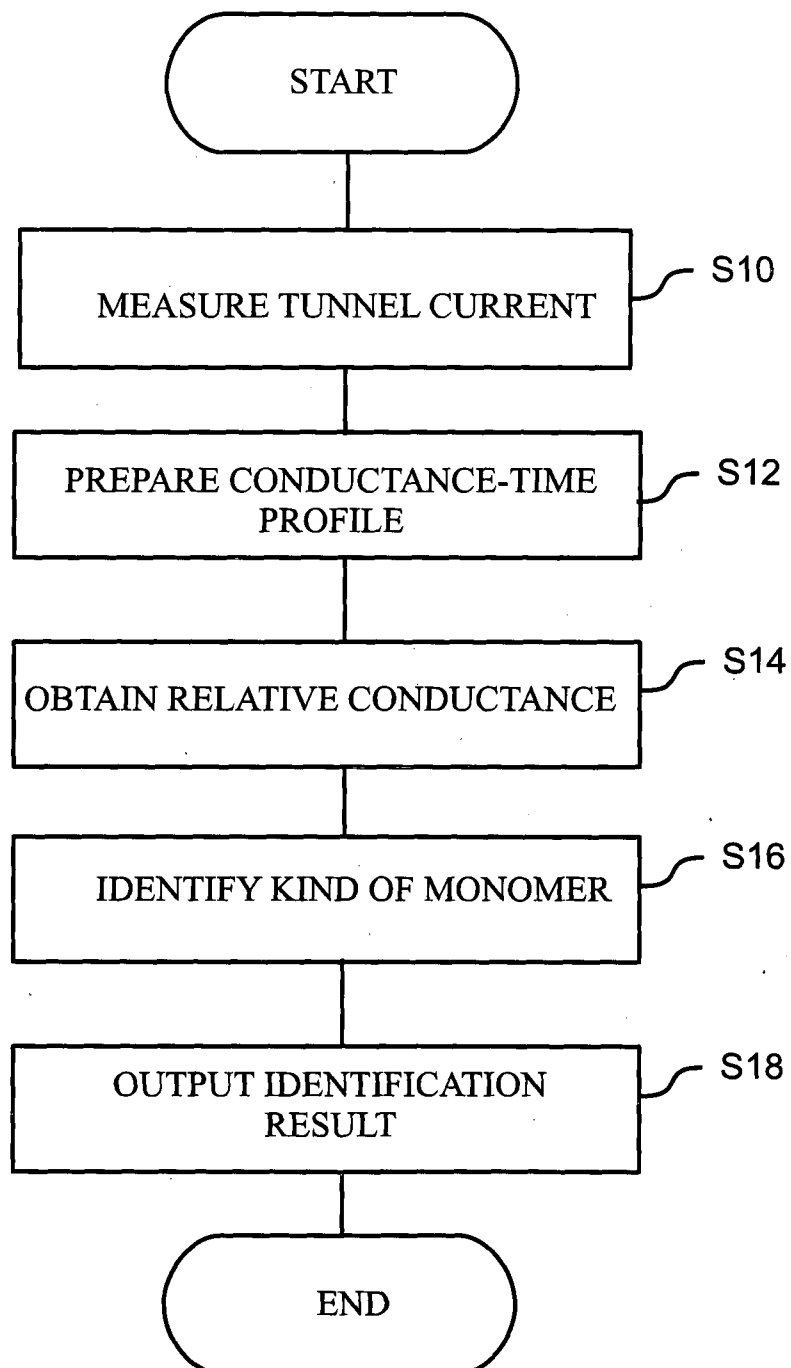 START
MEASURE TUNNEL CURRENT
S10
PREPARE CONDUCTANCE-TIME
PROFILE
S12
OBTAIN RELATIVE CONDUCTANCE
S14
IDENTIFY KIND OF MONOMER
S16
OUTPUT IDENTIFICATION
RESULT
S18
END